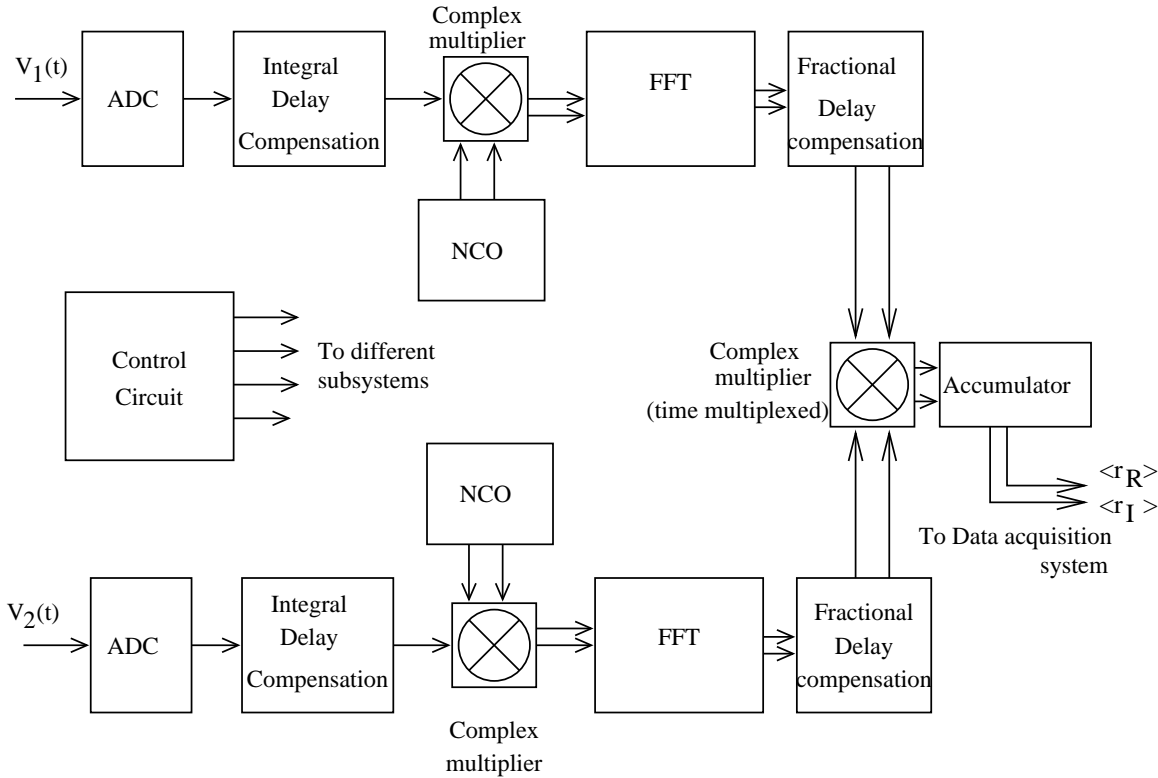 Complex
multiplier
V1(t)
ADC
Integral
Delay
Compensation
FFT
Fractional
Delay
compensation
NCO
Control
Circuit
To different
subsystems
Complex
multiplier
(time multiplexed)
Accumulator
<rR>
<rI>
To Data acquisition
system
NCO
V2(t)
ADC
Integral
Delay
Compensation
FFT
Fractional
Delay
compensation
Complex
multiplier